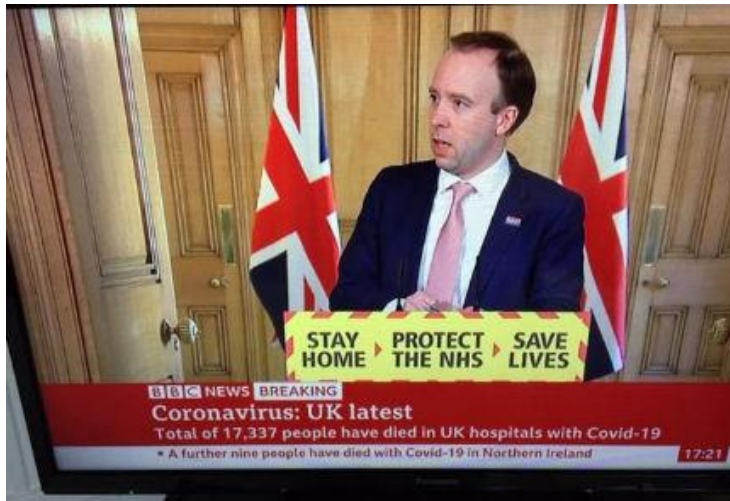 STAY HOME
PROTECT THE NHS
SAVE LIVES
BBC NEWS BREAKING
Coronavirus: UK latest
Total of 17,337 people have died in UK hospitals with Covid-19
• A further nine people have died with Covid-19 in Northern Ireland
17:21